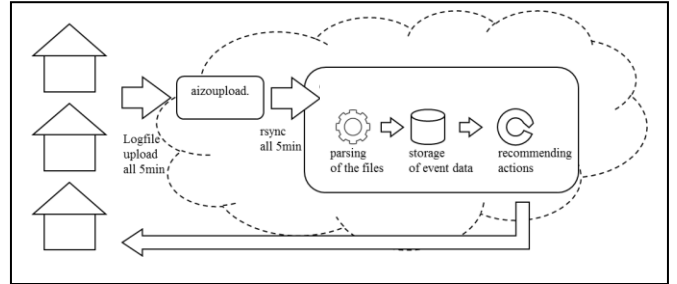 aizoupload.
Logfile
upload
all 5min
rsync
all 5min
parsing
of the files
storage
of event data
recommending
actions